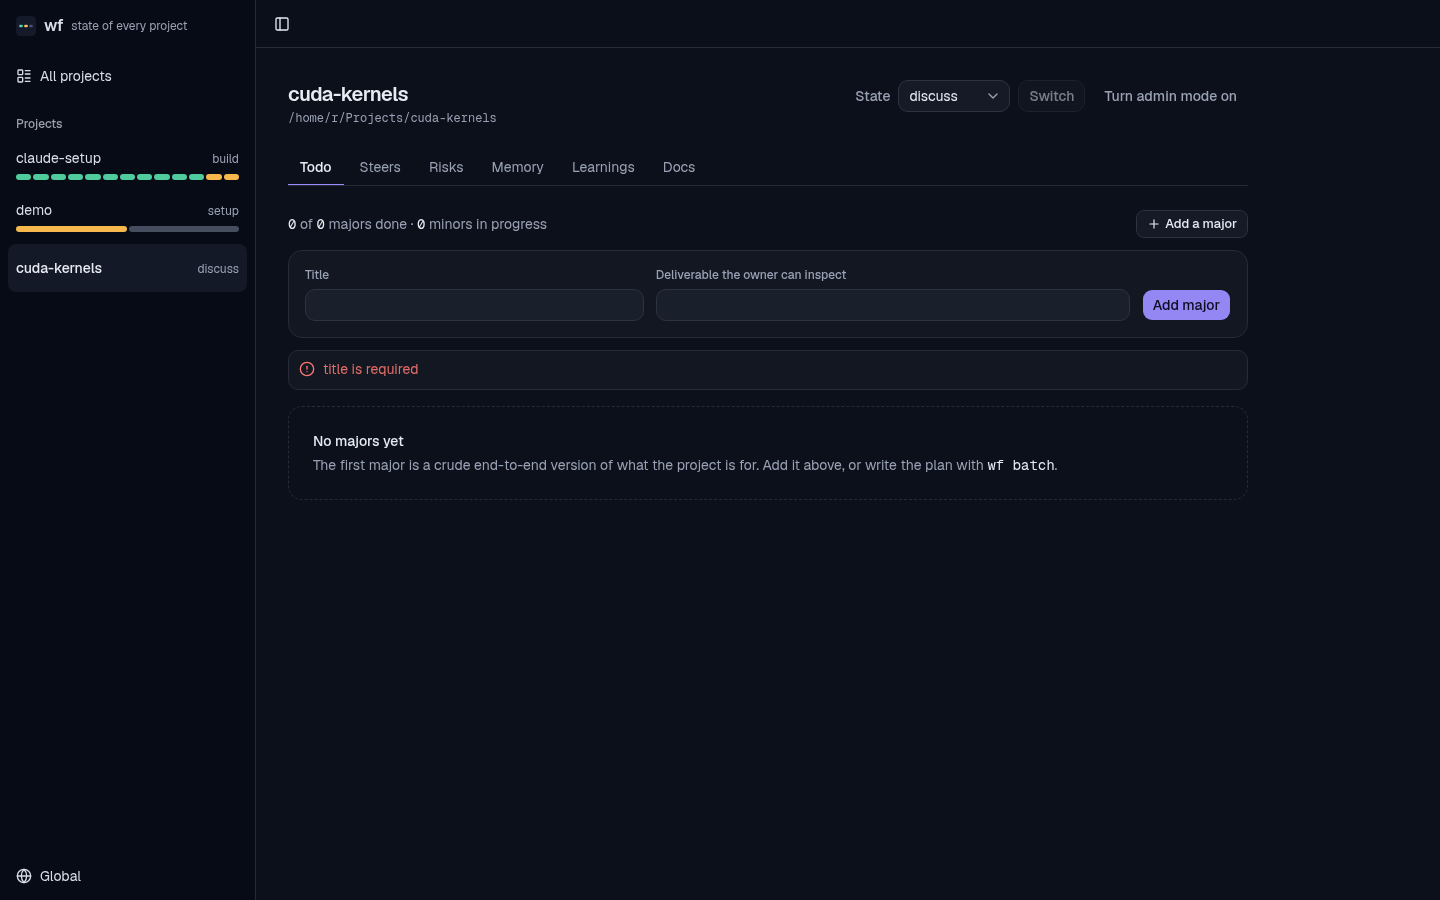 wf state of every project
All projects
Projects
claude-setup build
demo setup
cuda-kernels discuss
Global
cuda-kernels
/home/r/Projects/cuda-kernels
State discuss Switch Turn admin mode on
Todo Steers Risks Memory Learnings Docs
0 of 0 majors done · 0 minors in progress
Add a major
Title Deliverable the owner can inspect
Add major
title is required
No majors yet
The first major is a crude end-to-end version of what the project is for. Add it above, or write the plan with wf batch.